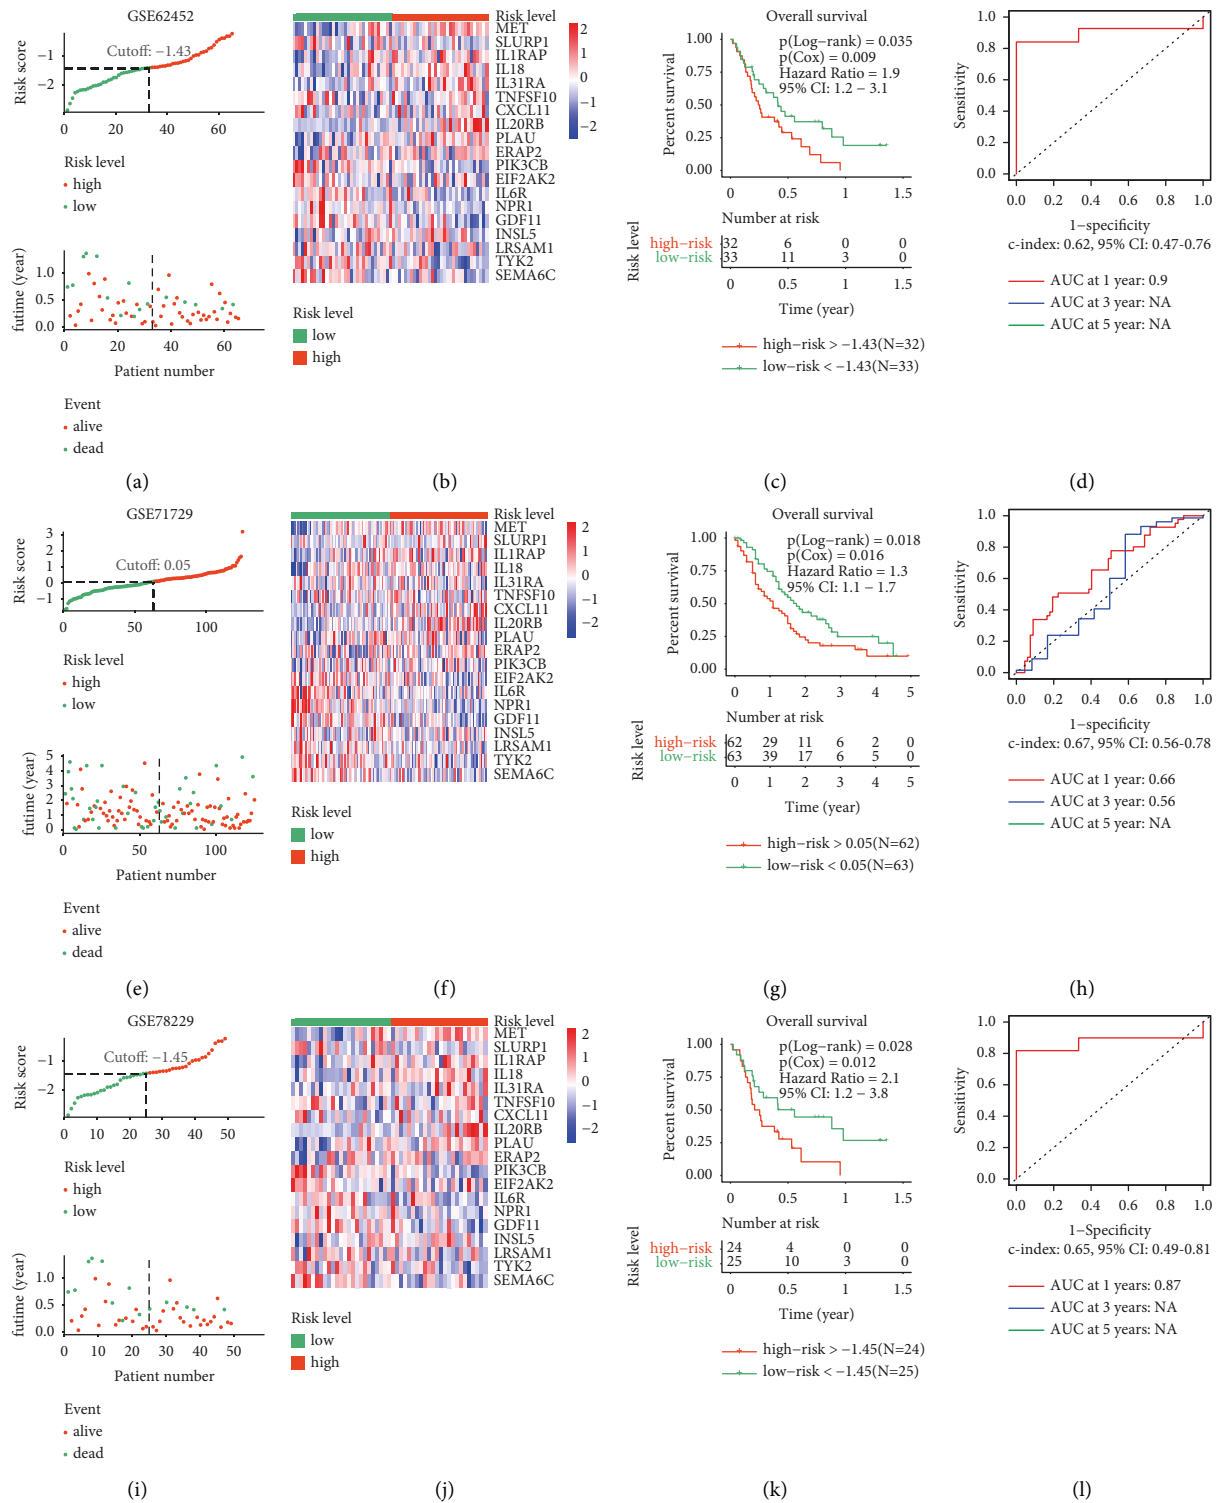 GSE62452
Risk score
Cutoff: −1.43
−1
−2
0 20 40 60
Risk level
high
low
futime (year)
1.0
0.5
0.0
0 20 40 60
Patient number
Event
alive
dead
(a)
Risk level
MET
SLURP1
IL1RAP
IL18
IL31RA
TNFSF10
CXCL11
IL20RB
PLAU
ERAP2
PIK3CB
EIF2AK2
IL6R
NPR1
GDF11
INSL5
LRSAM1
TYK2
SEMA6C
2
1
0
−1
−2
Risk level
low
high
(b)
Overall survival
p(Log−rank) = 0.035
p(Cox) = 0.009
Hazard Ratio = 1.9
95% CI: 1.2 − 3.1
Percent survival
1.00
0.75
0.50
0.25
0.00
0 0.5 1 1.5
Number at risk
Risk level
high−risk 32 6 0 0
low−risk 33 11 3 0
0 0.5 1 1.5
Time (year)
high−risk > −1.43(N=32)
low−risk < −1.43(N=33)
(c)
Sensitivity
1.0
0.8
0.6
0.4
0.2
0.0
0.0 0.2 0.4 0.6 0.8 1.0
1−specificity
c-index: 0.62, 95% CI: 0.47-0.76
AUC at 1 year: 0.9
AUC at 3 year: NA
AUC at 5 year: NA
(d)
GSE71729
Risk score
Cutoff: 0.05
3
2
1
0
−1
0 50 100
Risk level
high
low
futime (year)
5
4
3
2
1
0
0 50 100
Patient number
Event
alive
dead
(e)
Risk level
MET
SLURP1
IL1RAP
IL18
IL31RA
TNFSF10
CXCL11
IL20RB
PLAU
ERAP2
PIK3CB
EIF2AK2
IL6R
NPR1
GDF11
INSL5
LRSAM1
TYK2
SEMA6C
2
1
0
−1
−2
Risk level
low
high
(f)
Overall survival
p(Log−rank) = 0.018
p(Cox) = 0.016
Hazard Ratio = 1.3
95% CI: 1.1 − 1.7
Percent survival
1.00
0.75
0.50
0.25
0.00
0 1 2 3 4 5
Number at risk
Risk level
high−risk 62 29 11 6 2 0
low−risk 63 39 17 6 5 0
0 1 2 3 4 5
Time (year)
high−risk > 0.05(N=62)
low−risk < 0.05(N=63)
(g)
Sensitivity
1.0
0.8
0.6
0.4
0.2
0.0
0.0 0.2 0.4 0.6 0.8 1.0
1−specificity
c-index: 0.67, 95% CI: 0.56-0.78
AUC at 1 year: 0.66
AUC at 3 year: 0.56
AUC at 5 year: NA
(h)
GSE78229
Risk score
Cutoff: −1.45
−1
−2
0 10 20 30 40 50
Risk level
high
low
futime (year)
1.0
0.5
0.0
0 10 20 30 40 50
Patient number
Event
alive
dead
(i)
Risk level
MET
SLURP1
IL1RAP
IL18
IL31RA
TNFSF10
CXCL11
IL20RB
PLAU
ERAP2
PIK3CB
EIF2AK2
IL6R
NPR1
GDF11
INSL5
LRSAM1
TYK2
SEMA6C
2
1
0
−1
−2
Risk level
low
high
(j)
Overall survival
p(Log−rank) = 0.028
p(Cox) = 0.012
Hazard Ratio = 2.1
95% CI: 1.2 − 3.8
Percent survival
1.00
0.75
0.50
0.25
0.00
0 0.5 1 1.5
Number at risk
Risk level
high−risk 24 4 0 0
low−risk 25 10 3 0
0 0.5 1 1.5
Time (year)
high−risk > −1.45(N=24)
low−risk < −1.45(N=25)
(k)
Sensitivity
1.0
0.8
0.6
0.4
0.2
0.0
0.0 0.2 0.4 0.6 0.8 1.0
1−Specificity
c-index: 0.65, 95% CI: 0.49-0.81
AUC at 1 years: 0.87
AUC at 3 years: NA
AUC at 5 years: NA
(l)